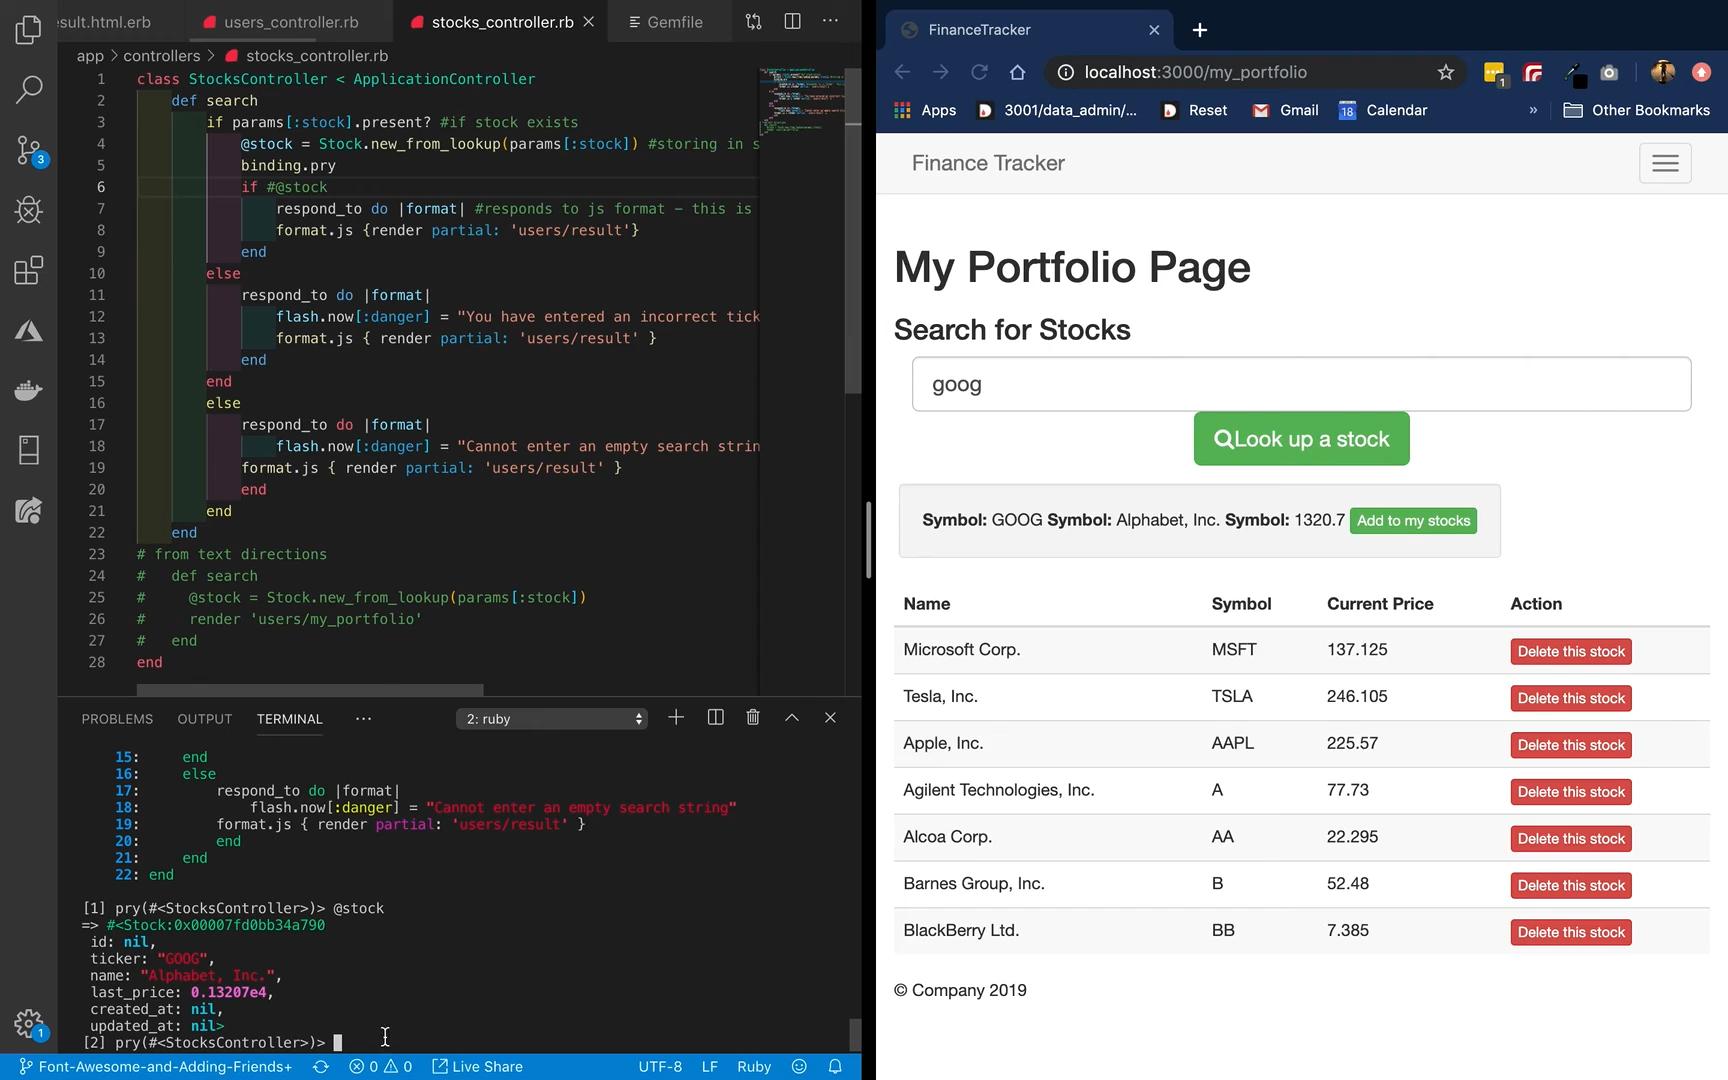 esult.html.erb
users_controller.rb
stocks_controller.rb
Gemfile
app > controllers > stocks_controller.rb
1 class StocksController < ApplicationController
2 def search
3 if params[:stock].present? #if stock exists
4 @stock = Stock.new_from_lookup(params[:stock]) #storing in s
5 binding.pry
6 if #@stock
7 respond_to do |format| #responds to js format – this is
8 format.js {render partial: 'users/result'}
9 end
10 else
11 respond_to do |format|
12 flash.now[:danger] = "You have entered an incorrect tick
13 format.js { render partial: 'users/result' }
14 end
15 end
16 else
17 respond_to do |format|
18 flash.now[:danger] = "Cannot enter an empty search strin
19 format.js { render partial: 'users/result' }
20 end
21 end
22 end
23 # from text directions
24 # def search
25 # @stock = Stock.new_from_lookup(params[:stock])
26 # render 'users/my_portfolio'
27 # end
28 end
3
1
PROBLEMS OUTPUT TERMINAL ··· 2: ruby
15: end
16: else
17: respond_to do |format|
18: flash.now[:danger] = "Cannot enter an empty search string"
19: format.js { render partial: 'users/result' }
20: end
21: end
22: end
[1] pry(#<StocksController>)> @stock
=> #<Stock:0x00007fd0bb34a790
id: nil,
ticker: "GOOG",
name: "Alphabet, Inc.",
last_price: 0.13207e4,
created_at: nil,
updated_at: nil>
[2] pry(#<StocksController>)>
Font-Awesome-and-Adding-Friends+ 0 0 Live Share UTF-8 LF Ruby
FinanceTracker
localhost:3000/my_portfolio
1
Apps 3001/data_admin/... Reset Gmail 18 Calendar » Other Bookmarks
Finance Tracker
My Portfolio Page
Search for Stocks
goog
Look up a stock
Symbol: GOOG Symbol: Alphabet, Inc. Symbol: 1320.7 Add to my stocks
Name Symbol Current Price Action
Microsoft Corp. MSFT 137.125 Delete this stock
Tesla, Inc. TSLA 246.105 Delete this stock
Apple, Inc. AAPL 225.57 Delete this stock
Agilent Technologies, Inc. A 77.73 Delete this stock
Alcoa Corp. AA 22.295 Delete this stock
Barnes Group, Inc. B 52.48 Delete this stock
BlackBerry Ltd. BB 7.385 Delete this stock
© Company 2019